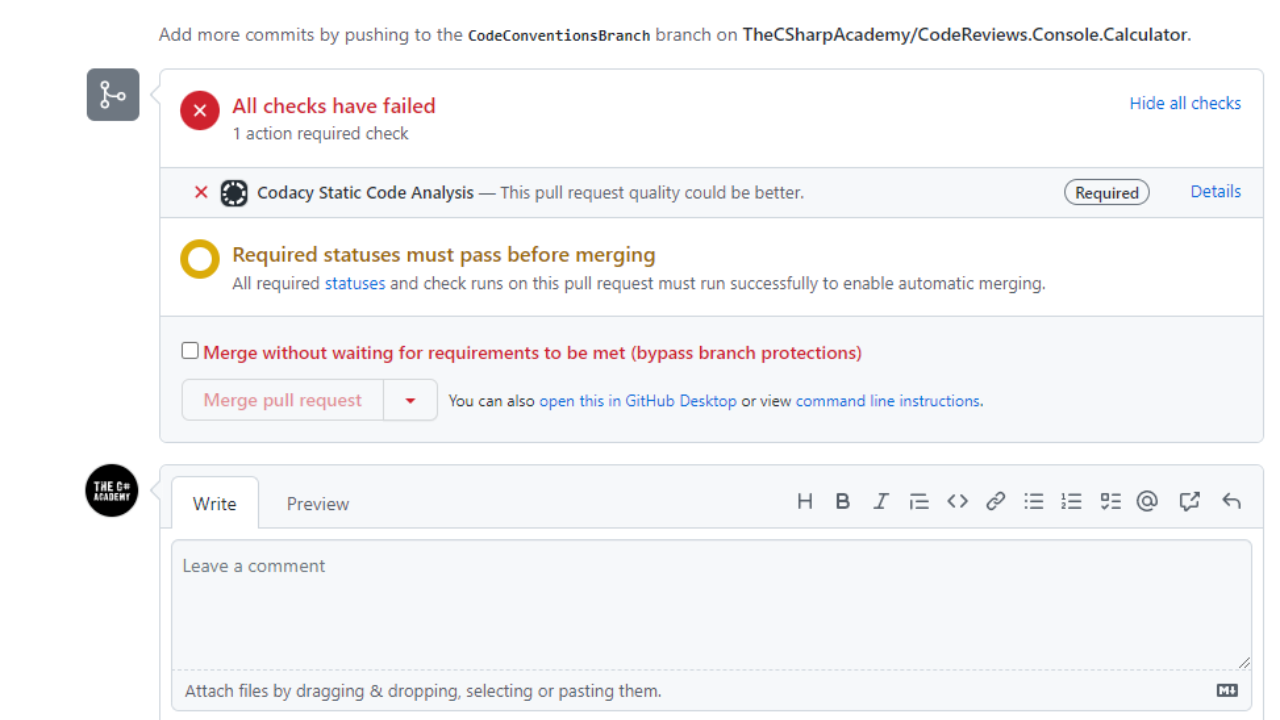 Add more commits by pushing to the CodeConventionsBranch branch on TheCSharpAcademy/CodeReviews.Console.Calculator.
All checks have failed
Hide all checks
1 action required check
Codacy Static Code Analysis — This pull request quality could be better.
Required
Details
Required statuses must pass before merging
All required statuses and check runs on this pull request must run successfully to enable automatic merging.
Merge without waiting for requirements to be met (bypass branch protections)
Merge pull request
You can also open this in GitHub Desktop or view command line instructions.
THE C#
ACADEMY
Write
Preview
Leave a comment
Attach files by dragging & dropping, selecting or pasting them.